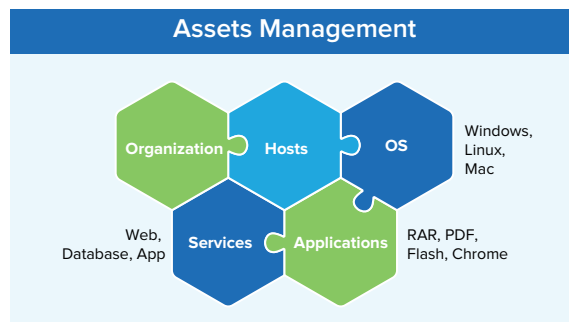 Assets Management
Organization
Hosts
OS
Windows,
Linux,
Mac
Web,
Database, App
Services
Applications
RAR, PDF,
Flash, Chrome